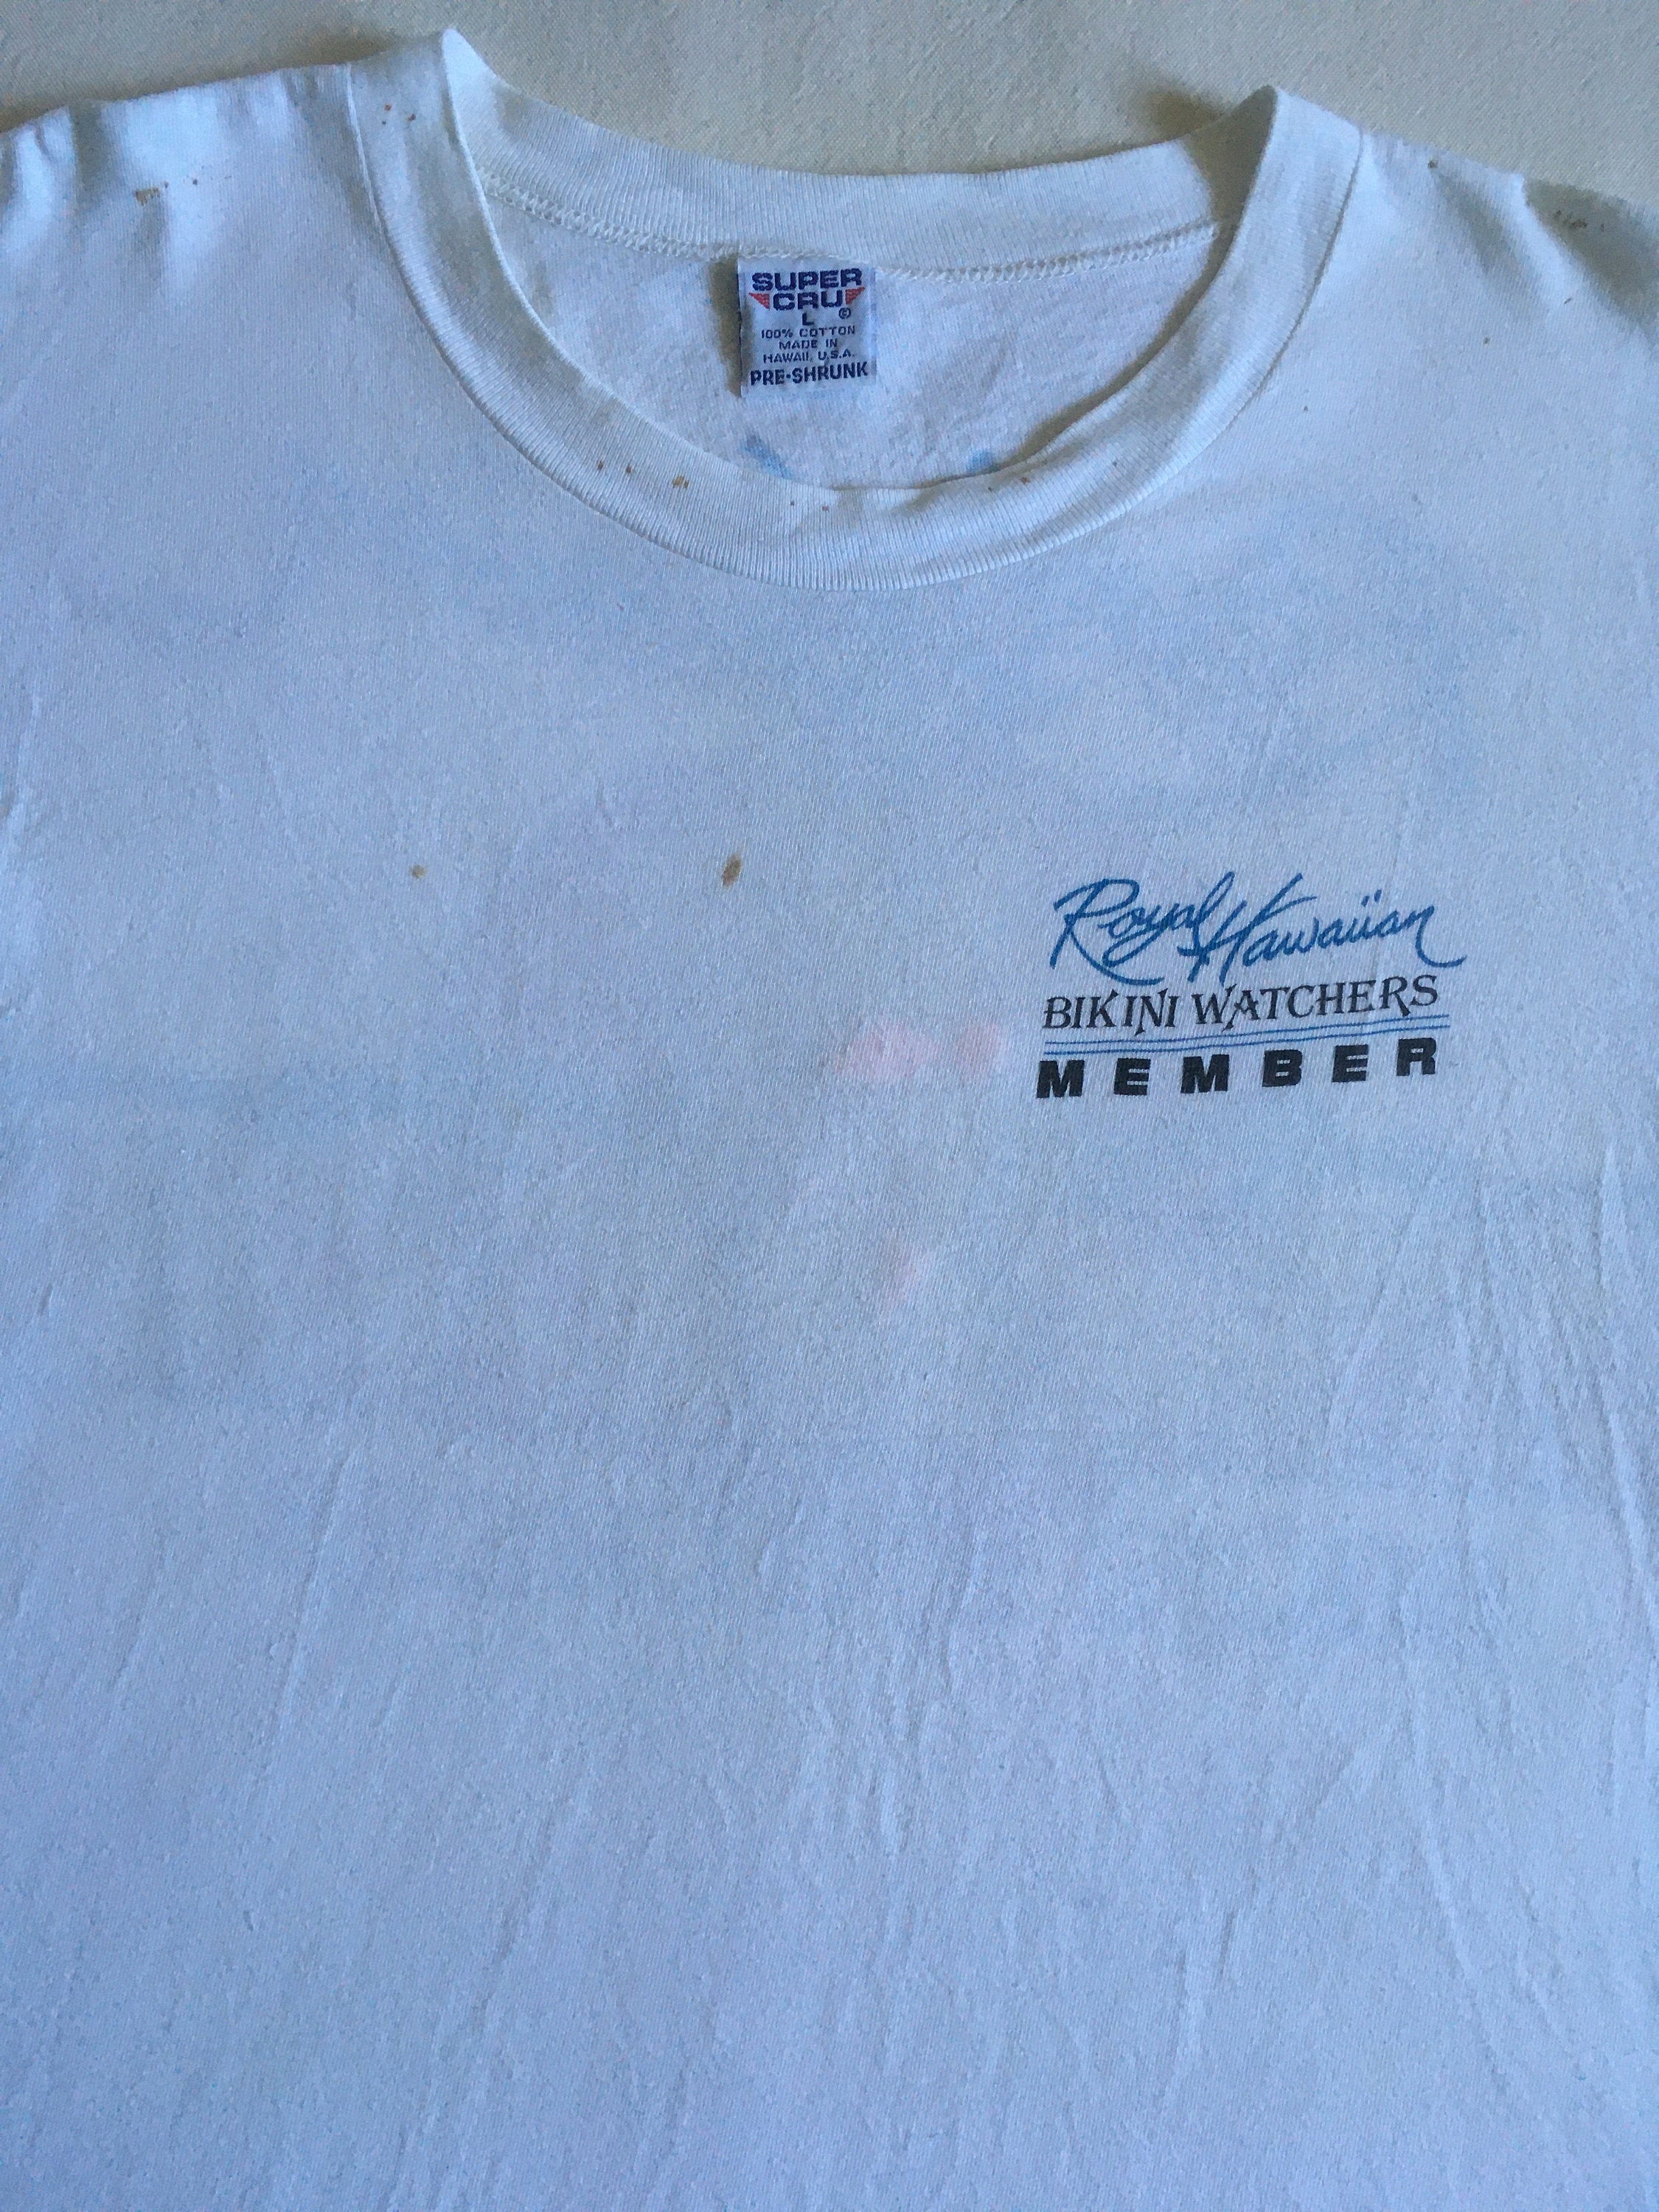 SUPER
CRU
L ®
100% COTTON
MADE IN
HAWAII, U.S.A.
PRE-SHRUNK
Royal Hawaiian
BIKINI WATCHERS
MEMBER